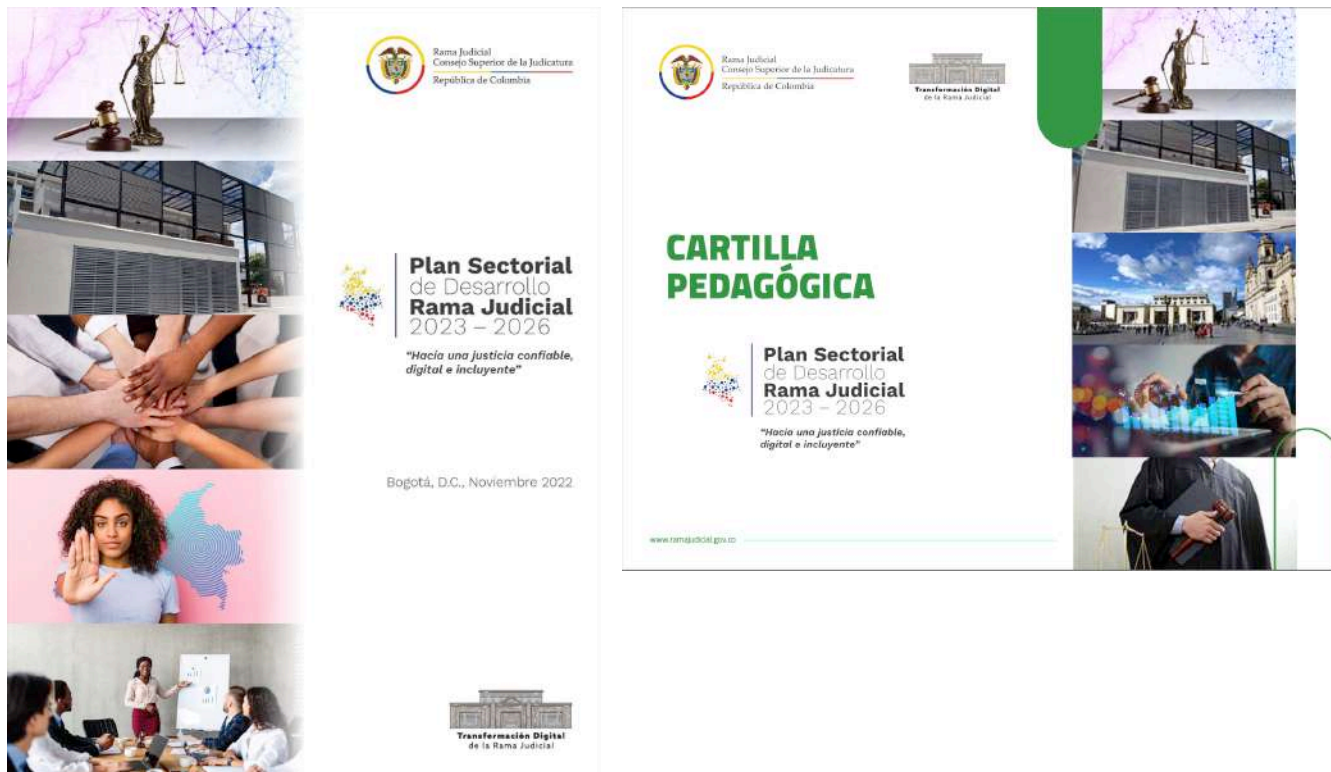 Rama Judicial
Consejo Superior de la Judicatura
República de Colombia
Plan Sectorial
de Desarrollo
Rama Judicial
2023 – 2026
“Hacia una justicia confiable,
digital e incluyente”
Bogotá, D.C., Noviembre 2022
Transformación Digital
de la Rama Judicial
Rama Judicial
Consejo Superior de la Judicatura
República de Colombia
Transformación Digital
de la Rama Judicial
CARTILLA
PEDAGÓGICA
Plan Sectorial
de Desarrollo
Rama Judicial
2023 – 2026
“Hacia una justicia confiable,
digital e incluyente”
www.ramajudicial.gov.co